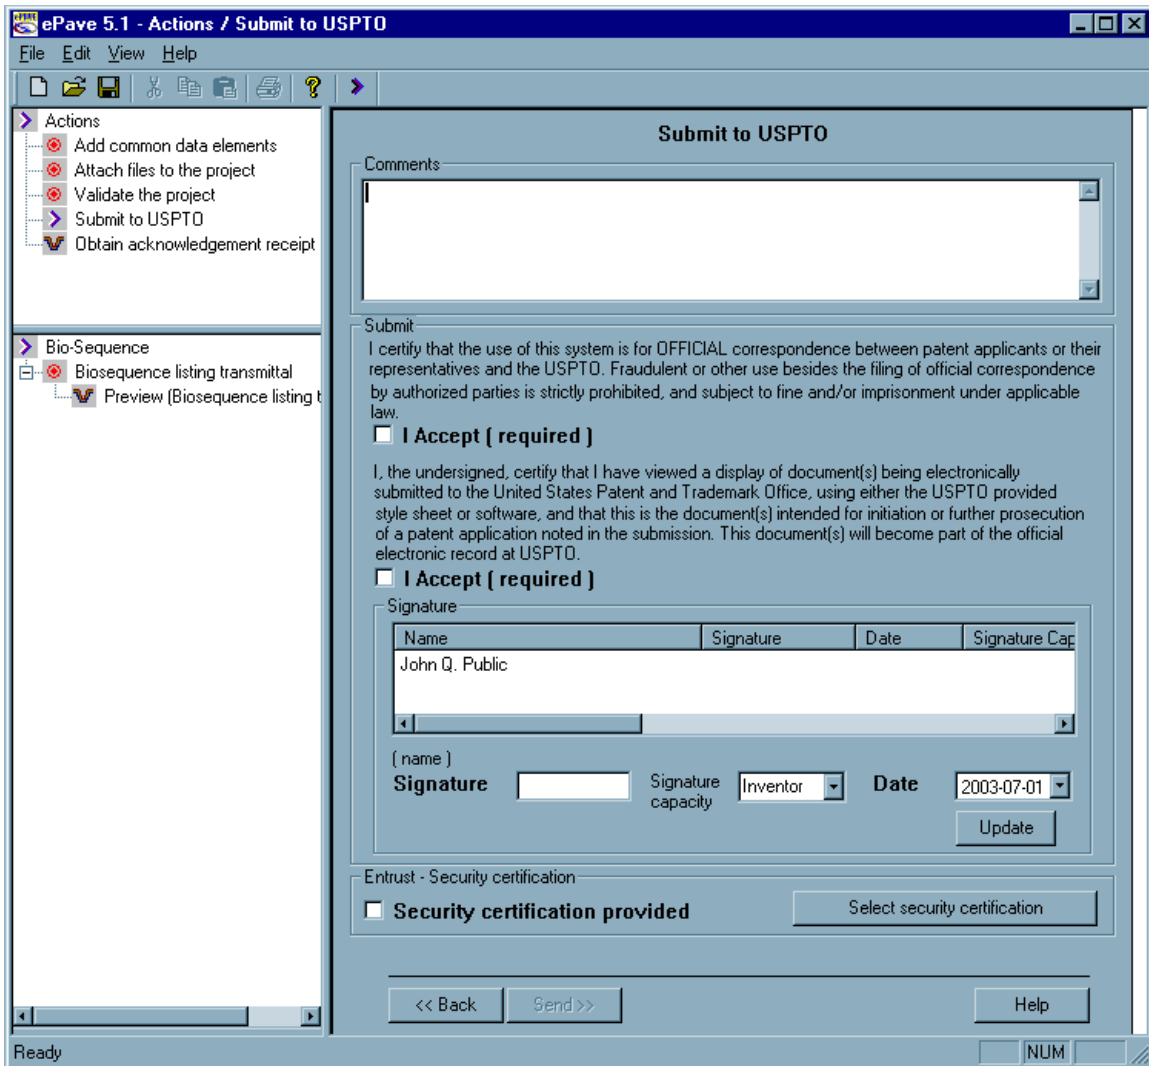 ePave 5.1 - Actions / Submit to USPTO
File Edit View Help
Actions
Add common data elements
Attach files to the project
Validate the project
Submit to USPTO
Obtain acknowledgement receipt
Bio-Sequence
Biosequence listing transmittal
Preview (Biosequence listing t
Submit to USPTO
Comments
Submit
I certify that the use of this system is for OFFICIAL correspondence between patent applicants or their
representatives and the USPTO. Fraudulent or other use besides the filing of official correspondence
by authorized parties is strictly prohibited, and subject to fine and/or imprisonment under applicable
law.
I Accept ( required )
I, the undersigned, certify that I have viewed a display of document(s) being electronically
submitted to the United States Patent and Trademark Office, using either the USPTO provided
style sheet or software, and that this is the document(s) intended for initiation or further prosecution
of a patent application noted in the submission. This document(s) will become part of the official
electronic record at USPTO.
I Accept ( required )
Signature
Name Signature Date Signature Cap
John Q. Public
( name )
Signature Signature capacity Inventor Date 2003-07-01
Update
Entrust - Security certification
Security certification provided Select security certification
<< Back Send >> Help
Ready NUM